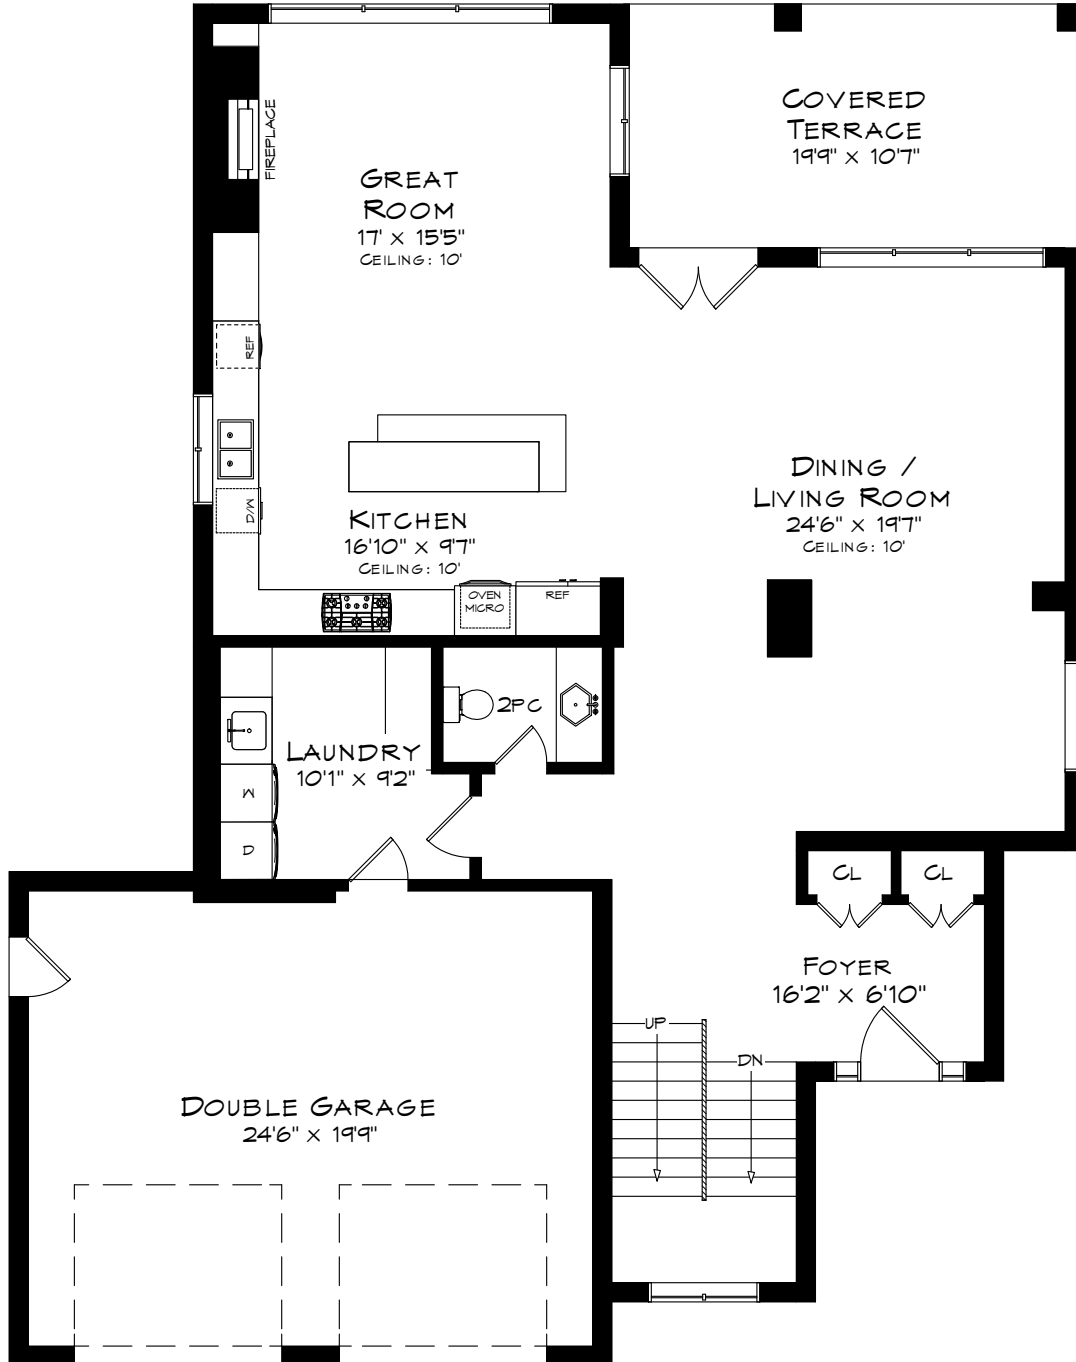 COVERED
TERRACE
19'9" x 10'7"
FIREPLACE
GREAT
ROOM
17' x 15'5"
CEILING: 10'
REF
DINING /
LIVING ROOM
24'6" x 19'7"
CEILING: 10'
D/W
KITCHEN
16'10" x 9'7"
CEILING: 10'
OVEN
MICRO
REF
2PC
LAUNDRY
10'1" x 9'2"
W
D
CL
CL
FOYER
16'2" x 6'10"
UP
DN
DOUBLE GARAGE
24'6" x 19'9"